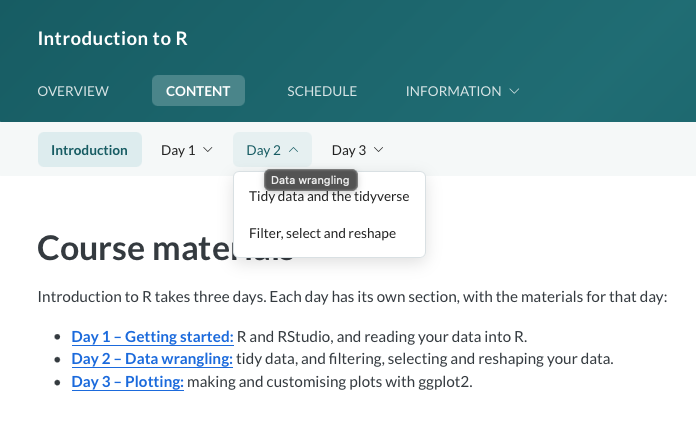 Introduction to R
OVERVIEW CONTENT SCHEDULE INFORMATION
Introduction Day 1 Day 2 Day 3
Data wrangling
Tidy data and the tidyverse
Filter, select and reshape
Course materials
Introduction to R takes three days. Each day has its own section, with the materials for that day:
• Day 1 – Getting started: R and RStudio, and reading your data into R.
• Day 2 – Data wrangling: tidy data, and filtering, selecting and reshaping your data.
• Day 3 – Plotting: making and customising plots with ggplot2.